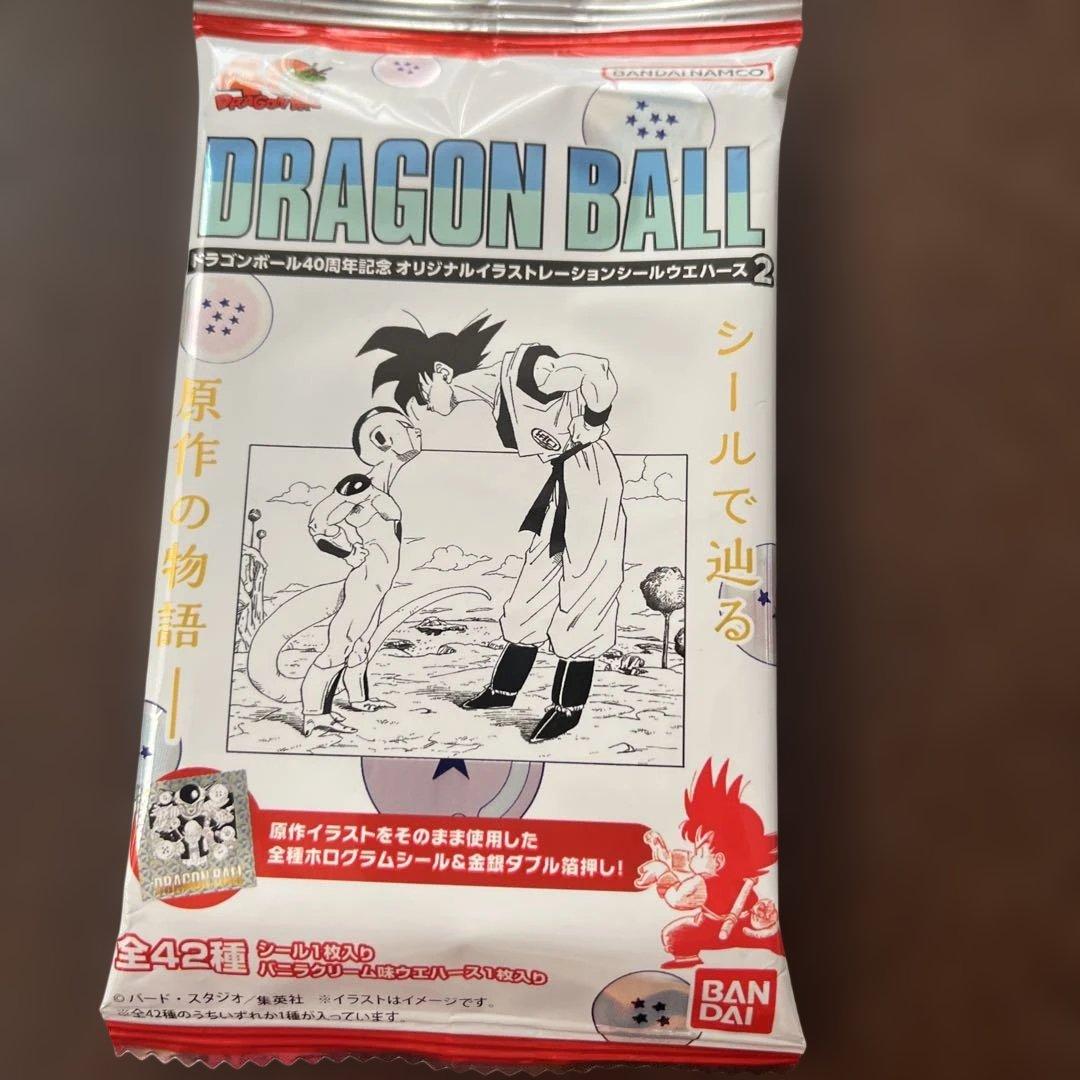 BANDAI NAMCO
DRAGON BALL
ドラゴンボール40周年記念 オリジナルイラストレーションシールウエハース2
シールで辿る
原作の物語
原作イラストをそのまま使用した
全種ホログラムシール&金銀ダブル箔押し!
DRAGON BALL
全42種
シール1枚入り
バニラクリーム味ウエハース1枚入り
©バード・スタジオ/集英社 ※イラストはイメージです。
※全42種のうちいずれか1種が入っています。
BAN
DAI